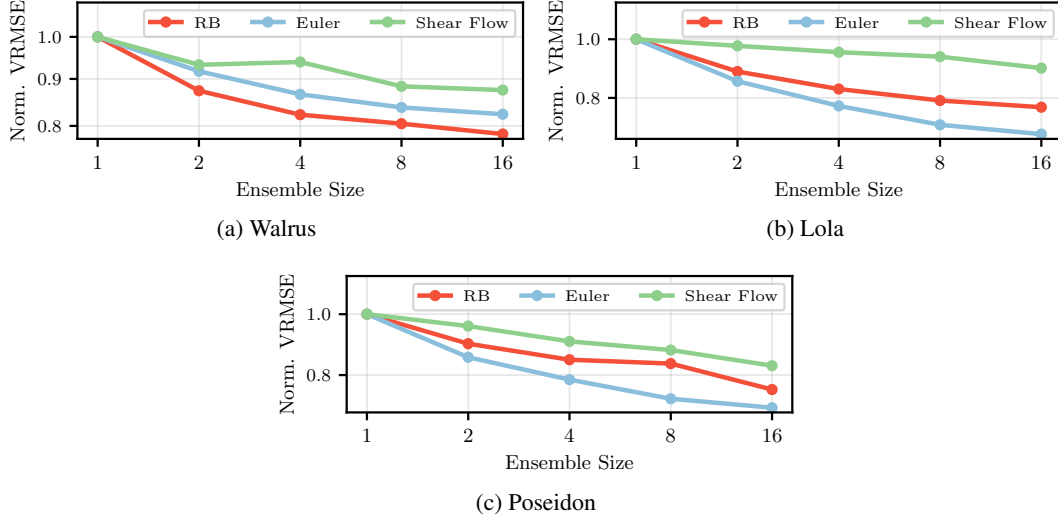 Norm. VRMSE
RB Euler Shear Flow
1.0
0.9
0.8
1 2 4 8 16
Ensemble Size
(a) Walrus
Norm. VRMSE
RB Euler Shear Flow
1.0
0.8
1 2 4 8 16
Ensemble Size
(b) Lola
Norm. VRMSE
RB Euler Shear Flow
1.0
0.8
1 2 4 8 16
Ensemble Size
(c) Poseidon